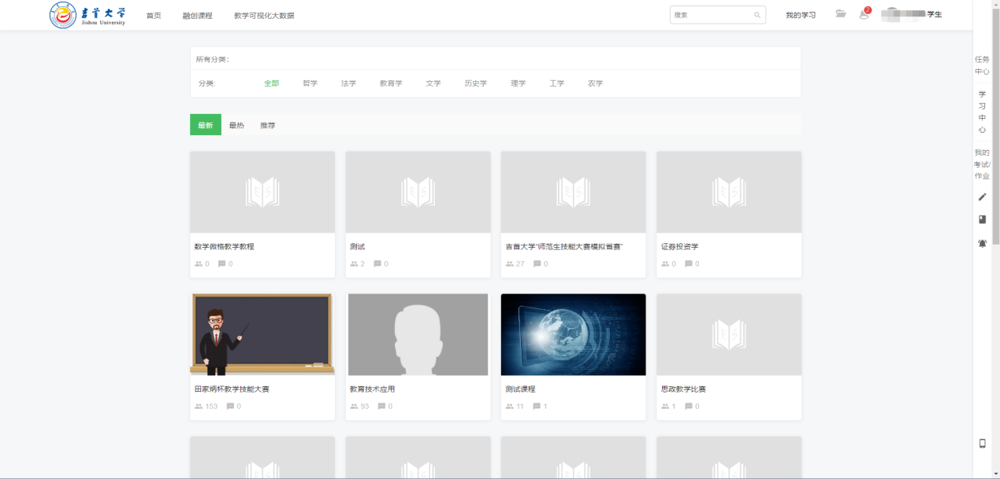 吉首大学
Jishou University
首页 融创课程 教学可视化大数据
搜索
我的学习
2
学生
所有分类:
分类: 全部 哲学 法学 教育学 文学 历史学 理学 工学 农学
最新 最热 推荐
数学微格教学教程
0 0
测试
2 0
吉首大学“师范生技能大赛模拟省赛”
27 0
证券投资学
0 0
田家炳杯教学技能大赛
153 0
教育技术应用
93 0
测试课程
11 1
思政教学比赛
1 0
任务
中心
学
习
中
心
我的
考试/
作业